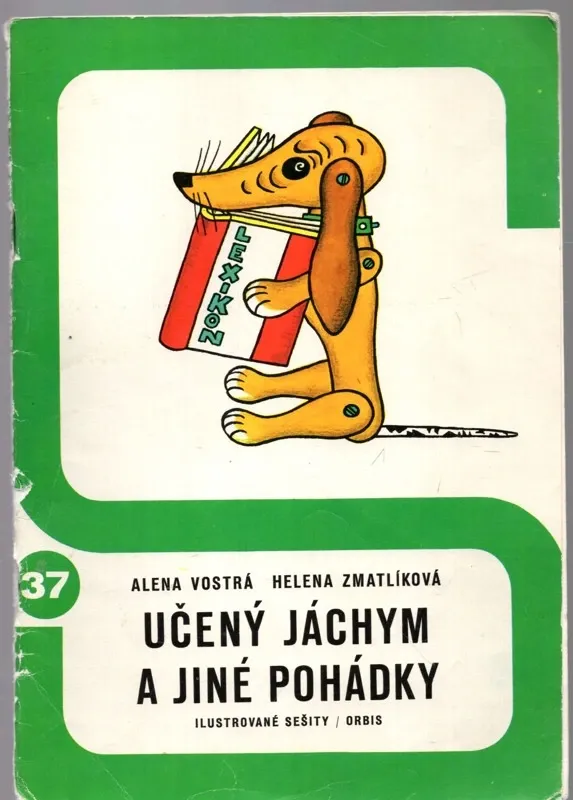 LEXIKON
37
ALENA VOSTRÁ HELENA ZMATLÍKOVÁ
UČENÝ JÁCHYM
A JINÉ POHÁDKY
ILUSTROVANÉ SEŠITY / ORBIS